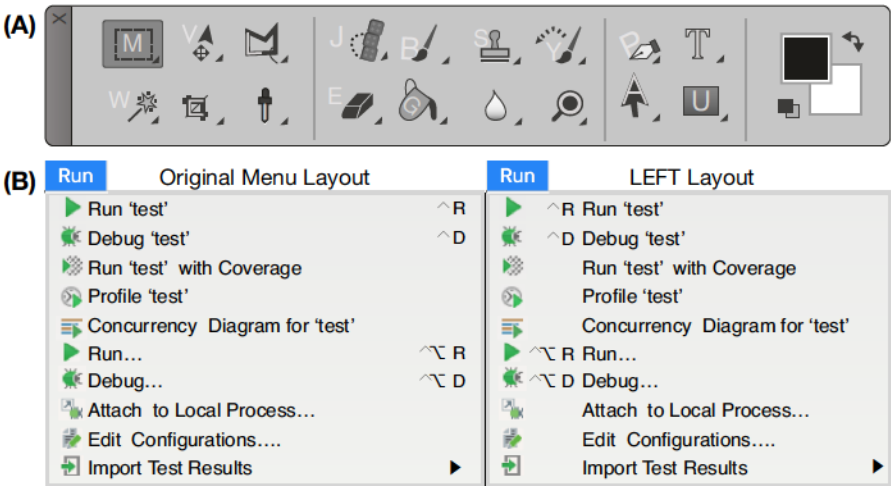 (A)
M V J B S Y P T
W E G A U
(B) Run Original Menu Layout Run LEFT Layout
Run ‘test’ ^ R ^ R Run ‘test’
Debug ‘test’ ^ D ^ D Debug ‘test’
Run ‘test’ with Coverage Run ‘test’ with Coverage
Profile ‘test’ Profile ‘test’
Concurrency Diagram for ‘test’ Concurrency Diagram for ‘test’
Run... ^⌥ R ^⌥ R Run...
Debug... ^⌥ D ^⌥ D Debug...
Attach to Local Process... Attach to Local Process...
Edit Configurations.... Edit Configurations....
Import Test Results Import Test Results